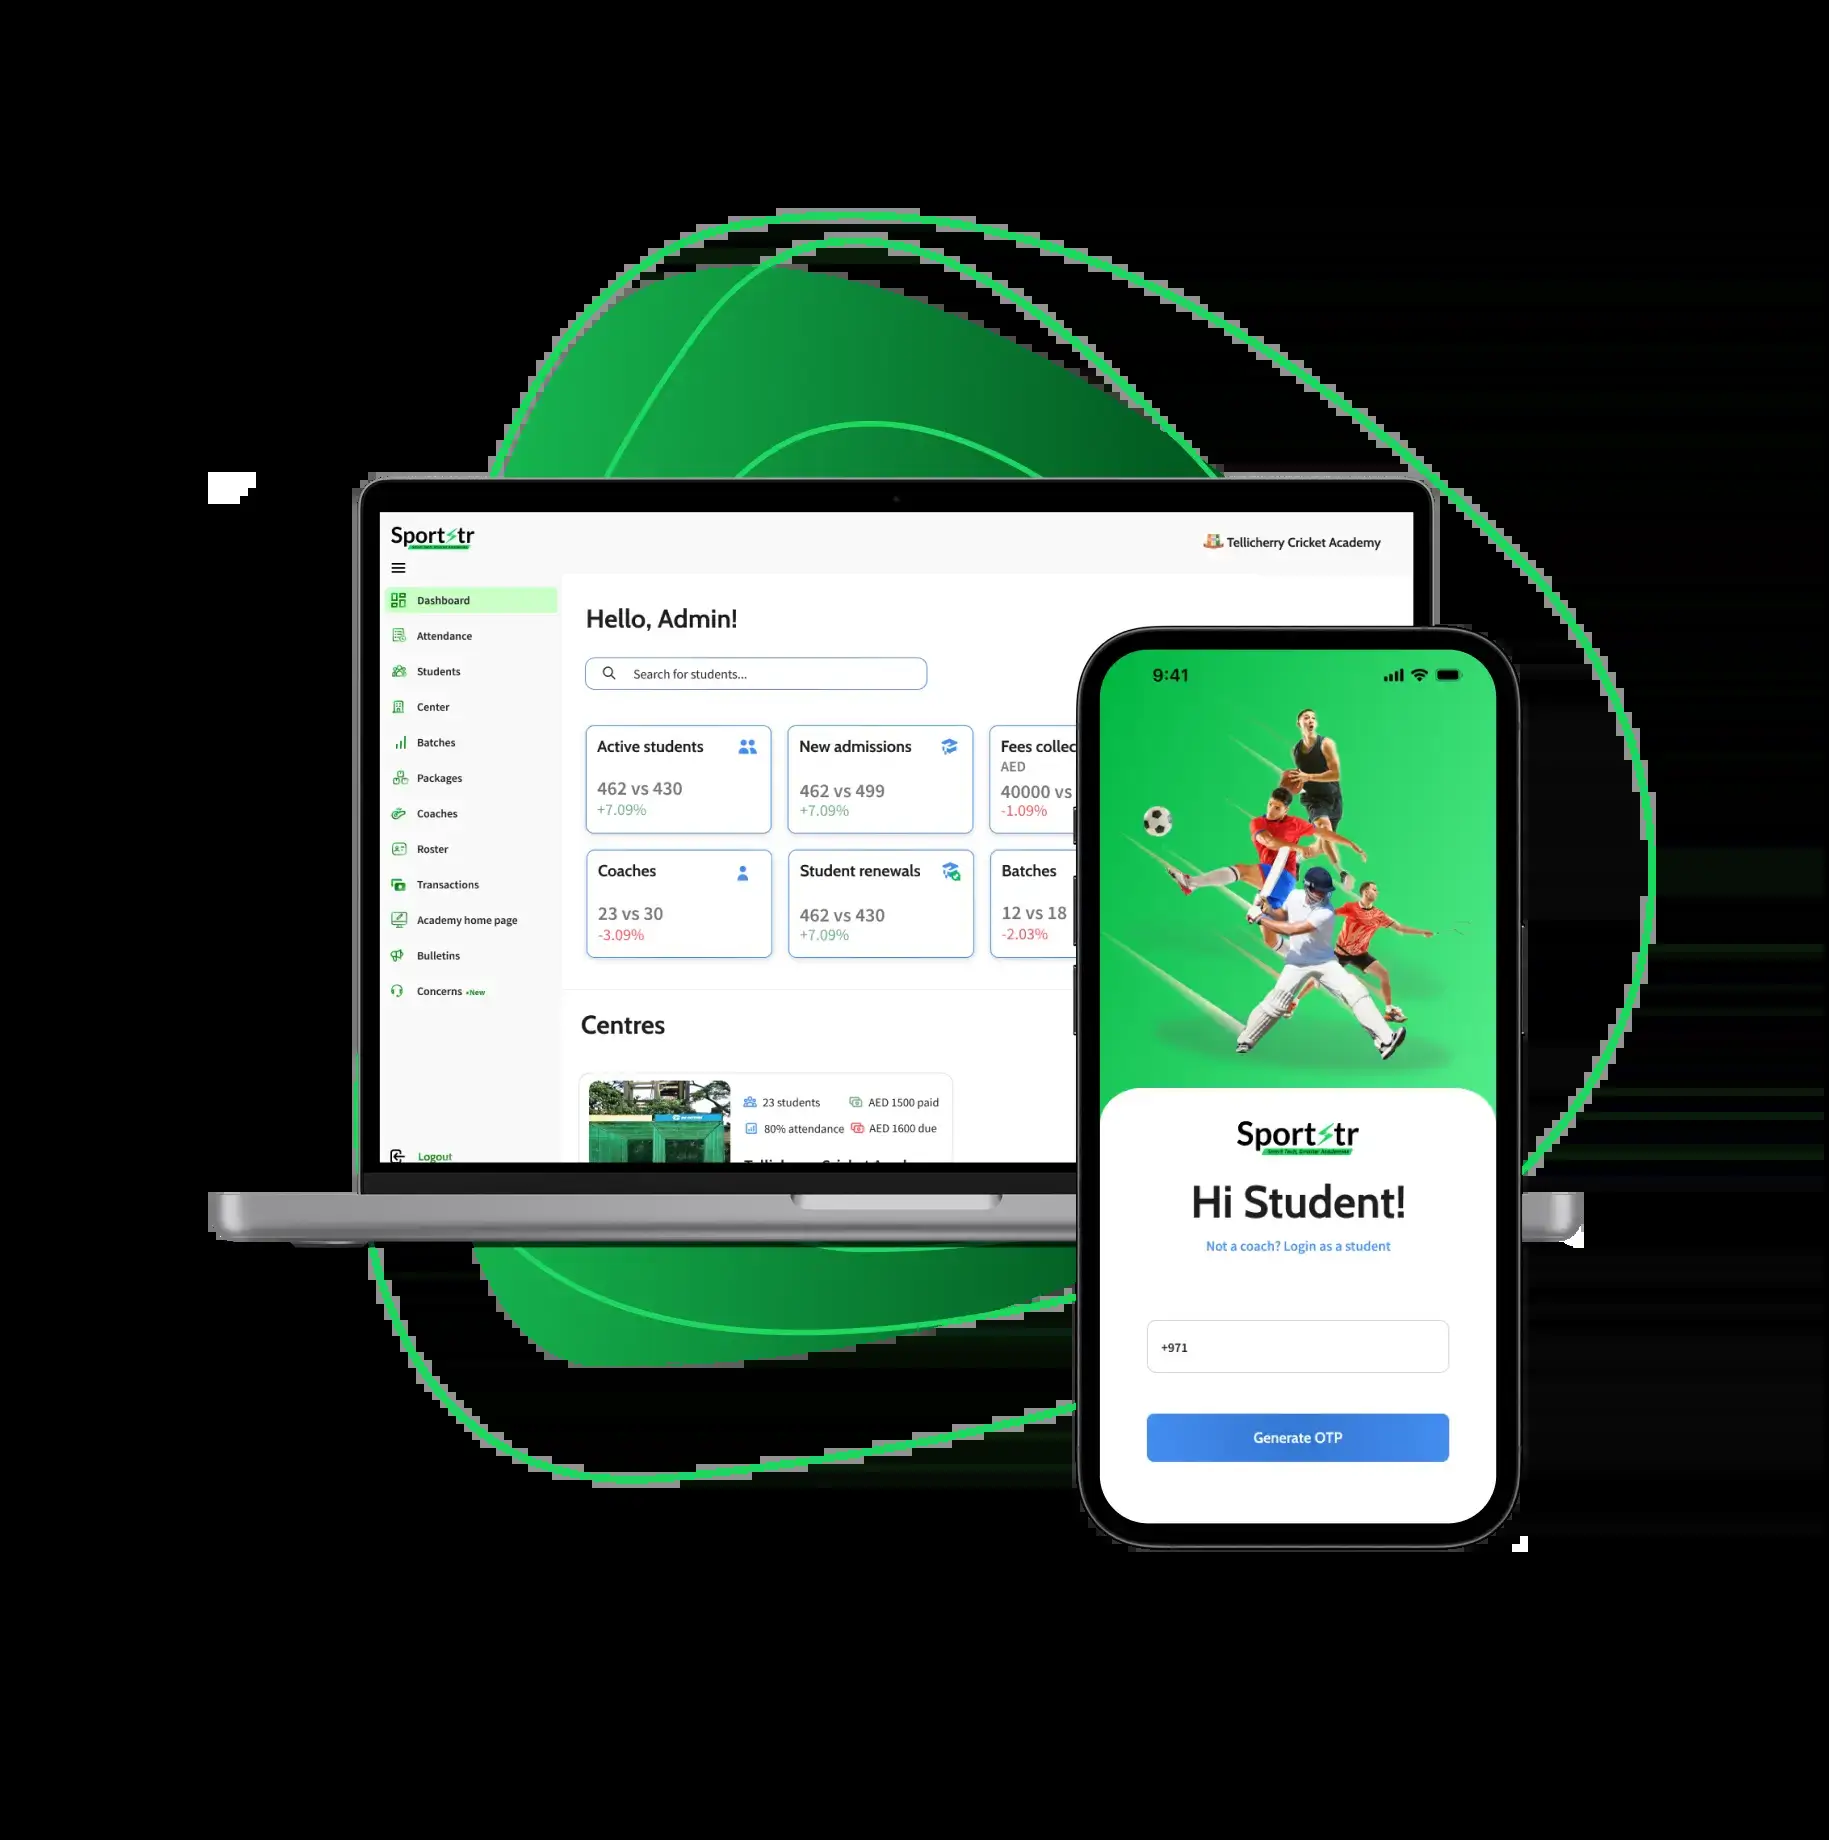 Sportstr
Tellicherry Cricket Academy
Dashboard
Attendance
Students
Center
Batches
Packages
Coaches
Roster
Transactions
Academy home page
Bulletins
Concerns •New
Logout
Hello, Admin!
Search for students...
Active students
462 vs 430
+7.09%
New admissions
462 vs 499
+7.09%
Fees collec
AED
40000 vs
-1.09%
Coaches
23 vs 30
-3.09%
Student renewals
462 vs 430
+7.09%
Batches
12 vs 18
-2.03%
Centres
23 students
AED 1500 paid
80% attendance
AED 1600 due
9:41
Sportstr
Smart Tech, Smarter Academies
Hi Student!
Not a coach? Login as a student
+971
Generate OTP